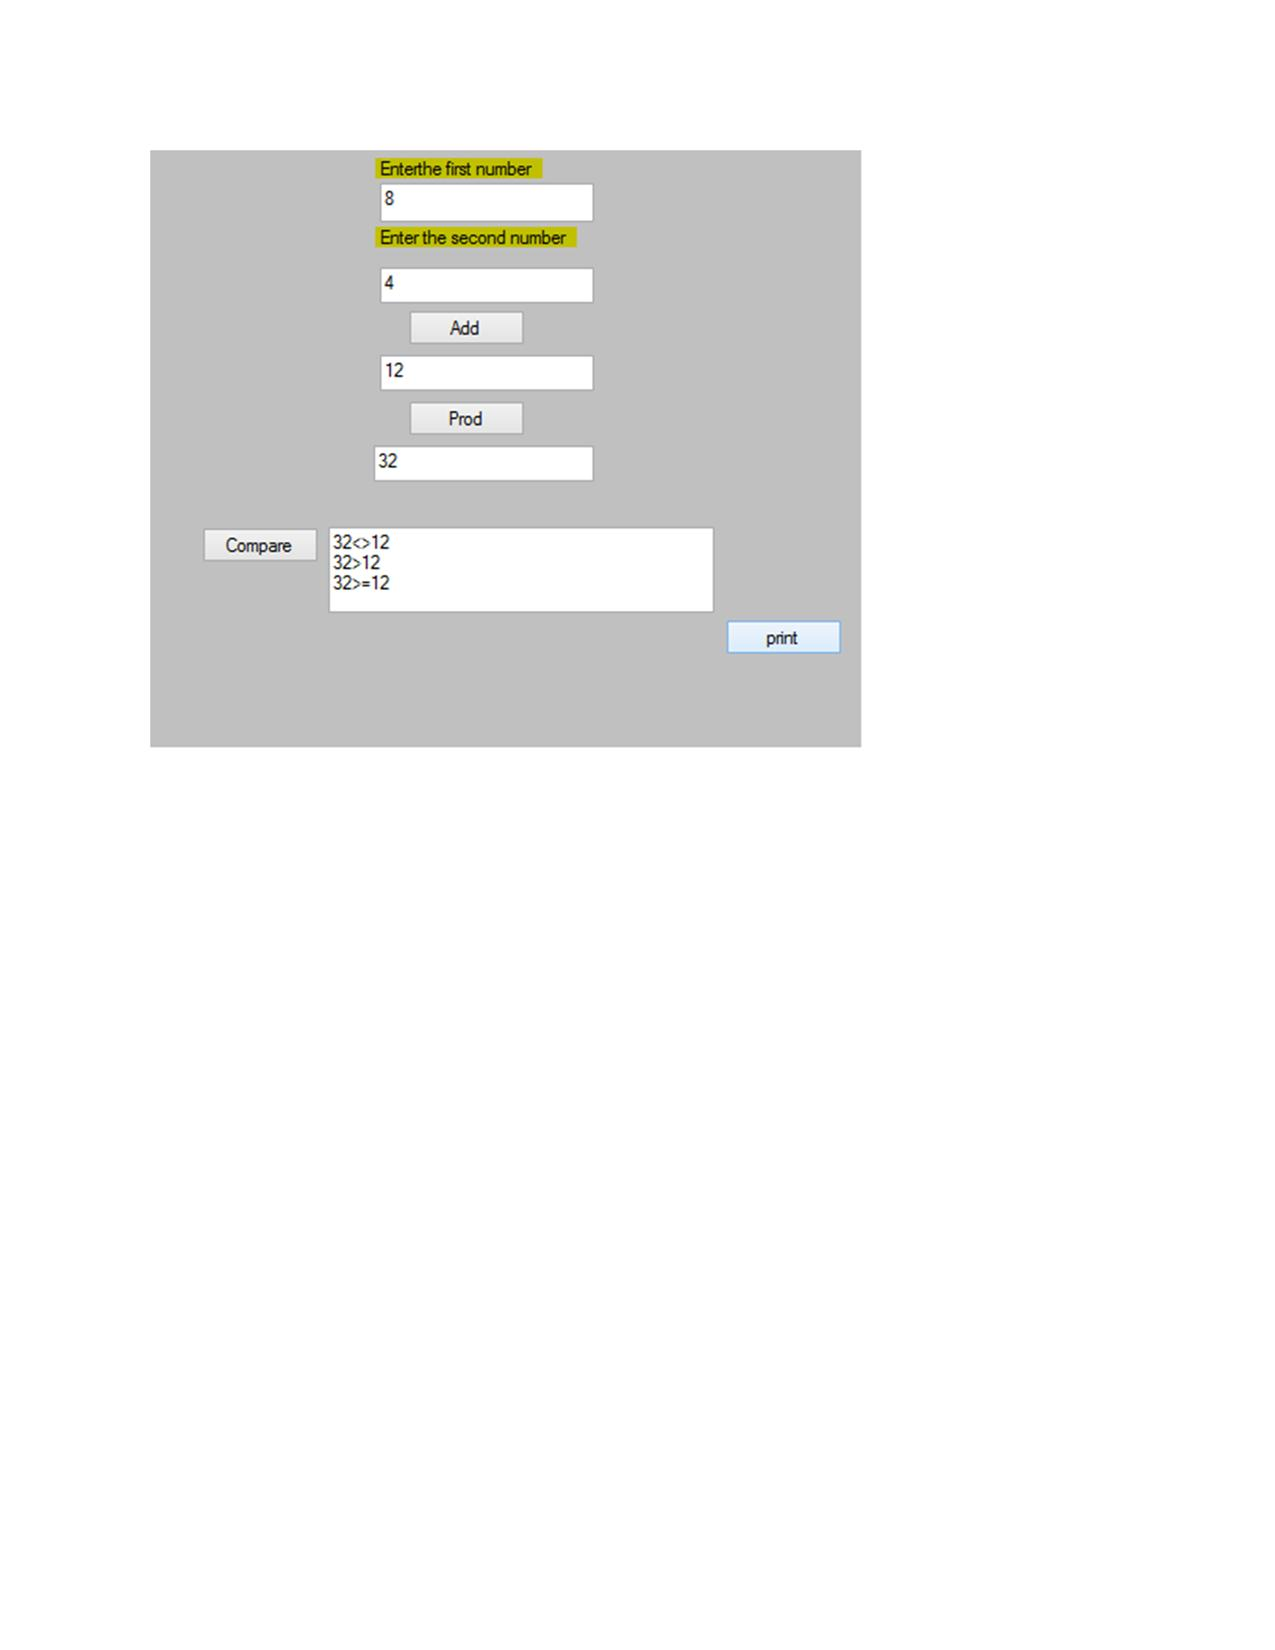 Enterthe first number
8
Enter the second number
4
Add
12
Prod
32
Compare
32<>12
32>12
32>=12
print